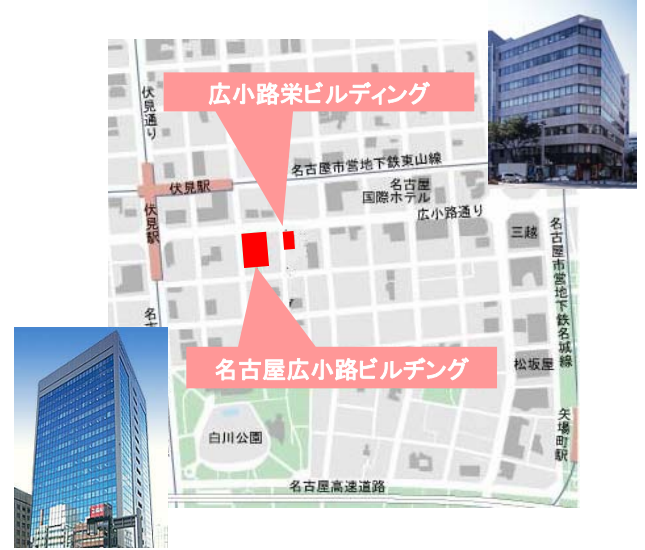 広小路栄ビルディング
伏見通り
名古屋市営地下鉄東山線
伏見駅
名古屋
国際ホテル
広小路通り
伏見駅
三越
名古屋市営地下鉄名城線
名古
名古屋広小路ビルヂング
松坂屋
白川公園
矢場町駅
名古屋高速道路